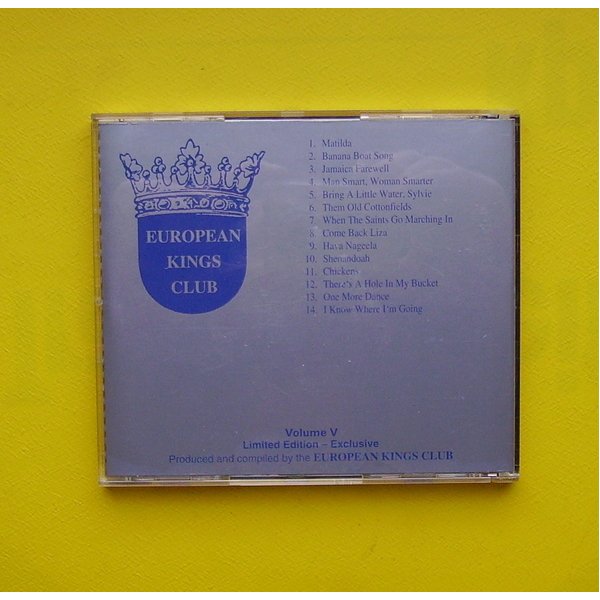 EUROPEAN
KINGS
CLUB
1. Matilda
2. Banana Boat Song
3. Jamaica Farewell
4. Man Smart, Woman Smarter
5. Bring A Little Water, Sylvie
6. Them Old Cottonfields
7. When The Saints Go Marching In
8. Come Back Liza
9. Hava Nageela
10. Shenandoah
11. Chickens
12. There's A Hole In My Bucket
13. One More Dance
14. I Know Where I'm Going
Volume V
Limited Edition – Exclusive
Produced and compiled by the EUROPEAN KINGS CLUB